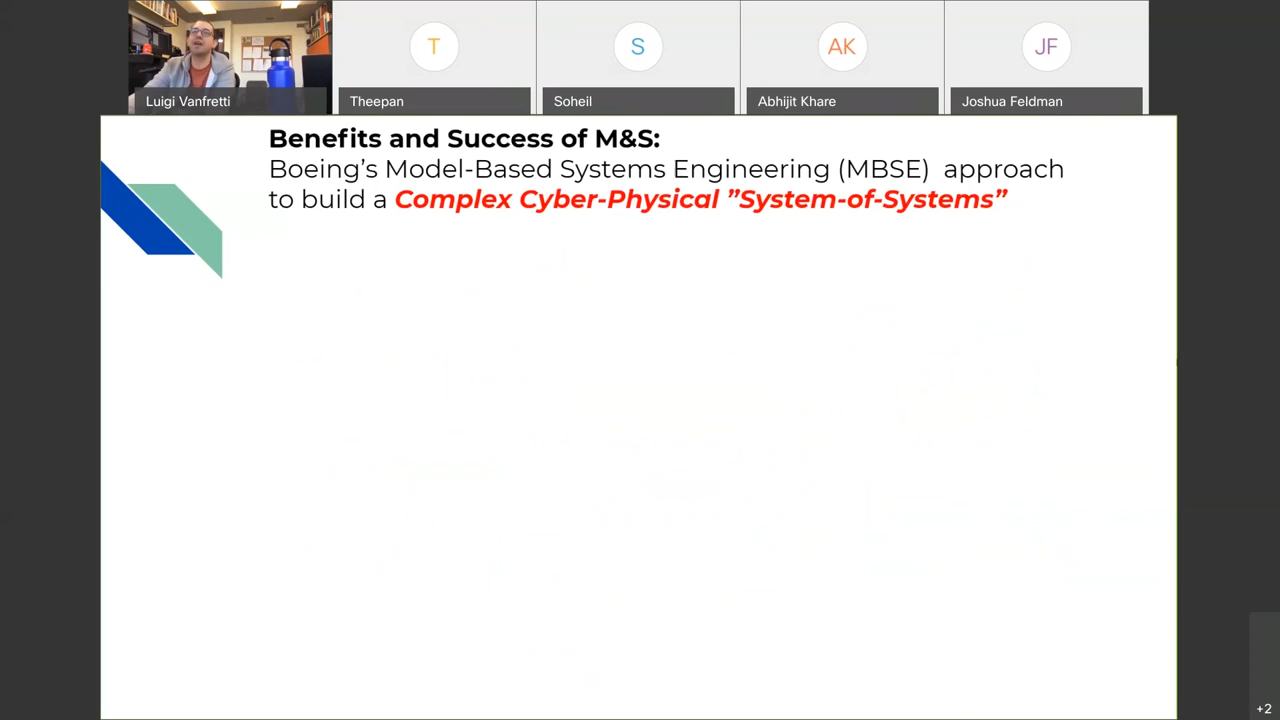 T
S
AK
JF
Luigi Vanfretti
Theepan
Soheil
Abhijit Khare
Joshua Feldman
Benefits and Success of M&S:
Boeing’s Model-Based Systems Engineering (MBSE)  approach
to build a Complex Cyber-Physical ”System-of-Systems”
+2